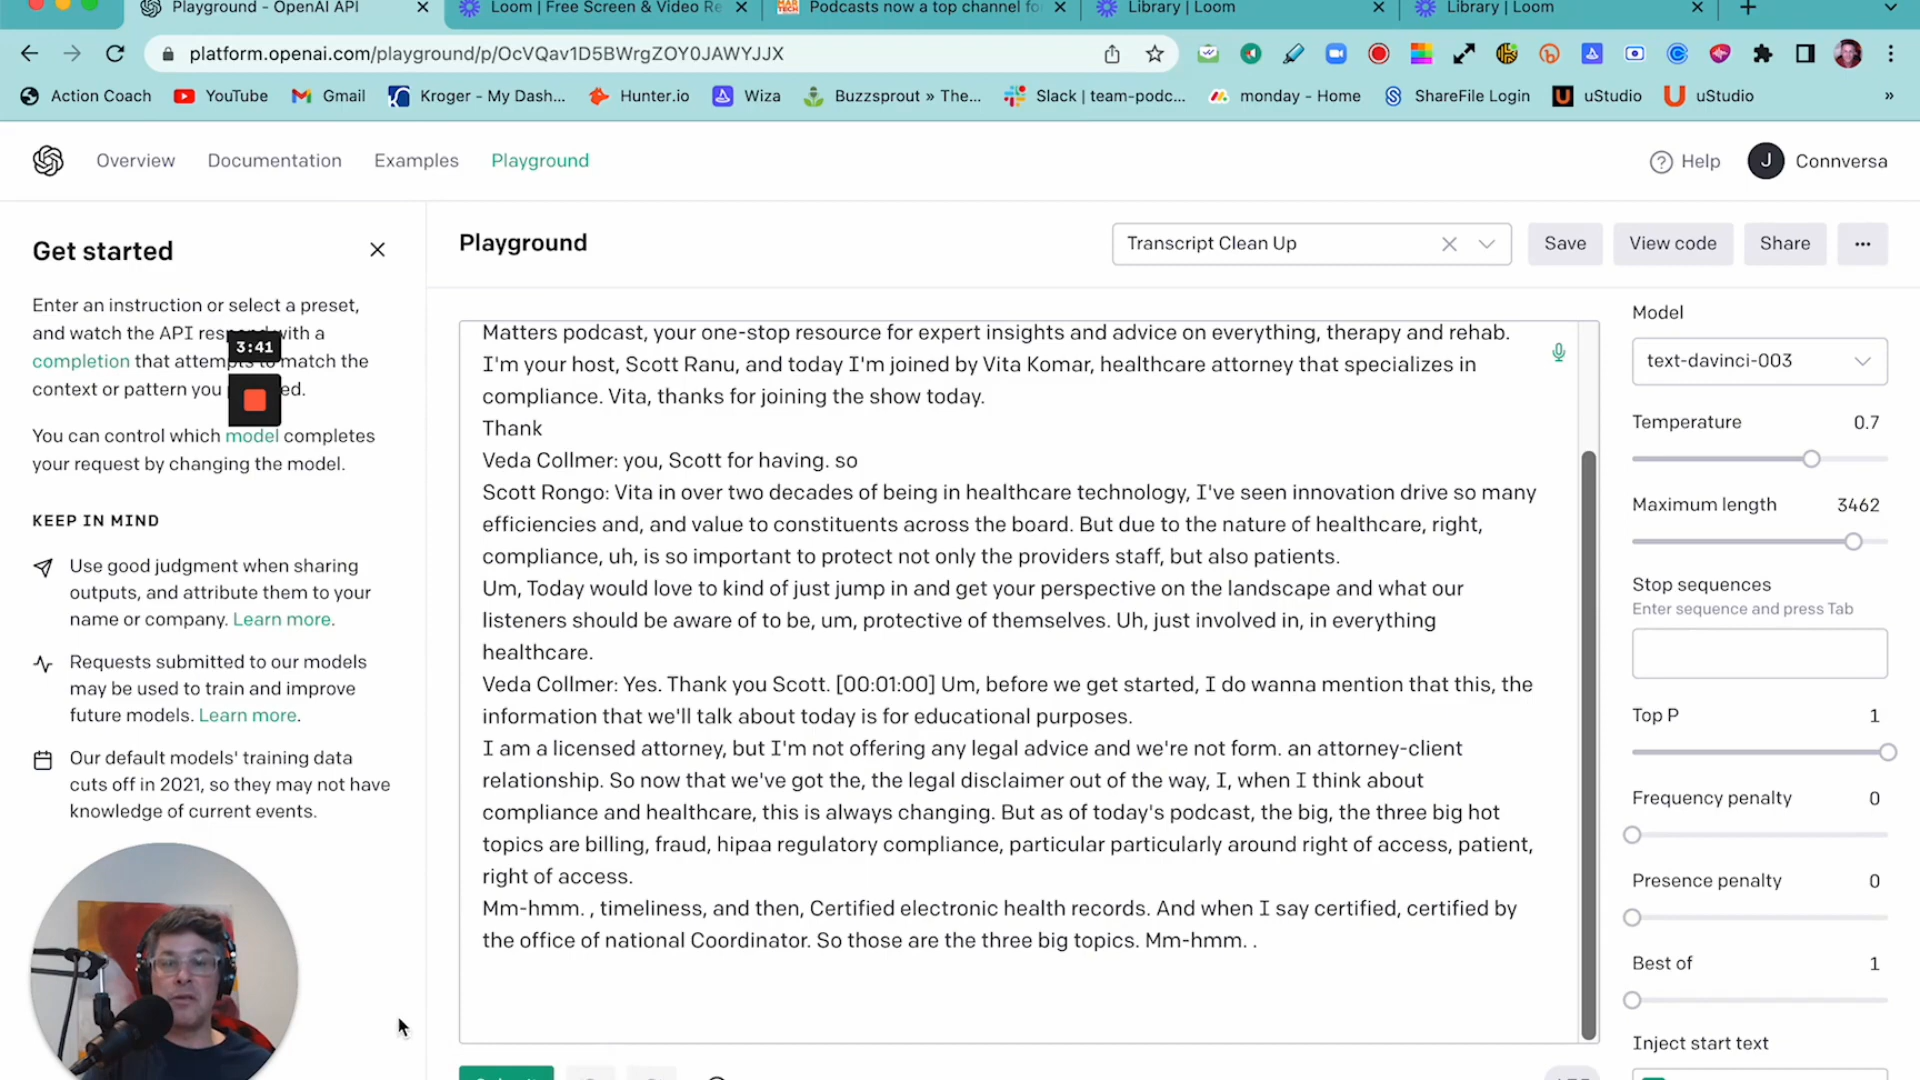 Playground - OpenAI API
Loom | Free Screen & Video Re
Podcasts now a top channel fo
Library | Loom
Library | Loom
platform.openai.com/playground/p/OcVQav1D5BWrgZOY0JAWYJJX
Action Coach
YouTube
Gmail
Kroger - My Dash...
Hunter.io
Wiza
Buzzsprout » The...
Slack | team-podc...
monday - Home
ShareFile Login
uStudio
uStudio
»
Overview
Documentation
Examples
Playground
Help
J
Connversa
Get started
Enter an instruction or select a preset,
and watch the API respond with a
completion that attempts to match the
context or pattern you
ed.
3:41
You can control which model completes
your request by changing the model.
KEEP IN MIND
Use good judgment when sharing
outputs, and attribute them to your
name or company. Learn more.
Requests submitted to our models
may be used to train and improve
future models. Learn more.
Our default models' training data
cuts off in 2021, so they may not have
knowledge of current events.
Playground
Transcript Clean Up
Save
View code
Share
...
Matters podcast, your one-stop resource for expert insights and advice on everything, therapy and rehab.
I'm your host, Scott Ranu, and today I'm joined by Vita Komar, healthcare attorney that specializes in
compliance. Vita, thanks for joining the show today.
Thank
Veda Collmer: you, Scott for having. so
Scott Rongo: Vita in over two decades of being in healthcare technology, I've seen innovation drive so many
efficiencies and, and value to constituents across the board. But due to the nature of healthcare, right,
compliance, uh, is so important to protect not only the providers staff, but also patients.
Um, Today would love to kind of just jump in and get your perspective on the landscape and what our
listeners should be aware of to be, um, protective of themselves. Uh, just involved in, in everything
healthcare.
Veda Collmer: Yes. Thank you Scott. [00:01:00] Um, before we get started, I do wanna mention that this, the
information that we'll talk about today is for educational purposes.
I am a licensed attorney, but I'm not offering any legal advice and we're not form. an attorney-client
relationship. So now that we've got the, the legal disclaimer out of the way, I, when I think about
compliance and healthcare, this is always changing. But as of today's podcast, the big, the three big hot
topics are billing, fraud, hipaa regulatory compliance, particular particularly around right of access, patient,
right of access.
Mm-hmm. , timeliness, and then, Certified electronic health records. And when I say certified, certified by
the office of national Coordinator. So those are the three big topics. Mm-hmm. .
Model
text-davinci-003
Temperature
0.7
Maximum length
3462
Stop sequences
Enter sequence and press Tab
Top P
1
Frequency penalty
0
Presence penalty
0
Best of
1
Inject start text